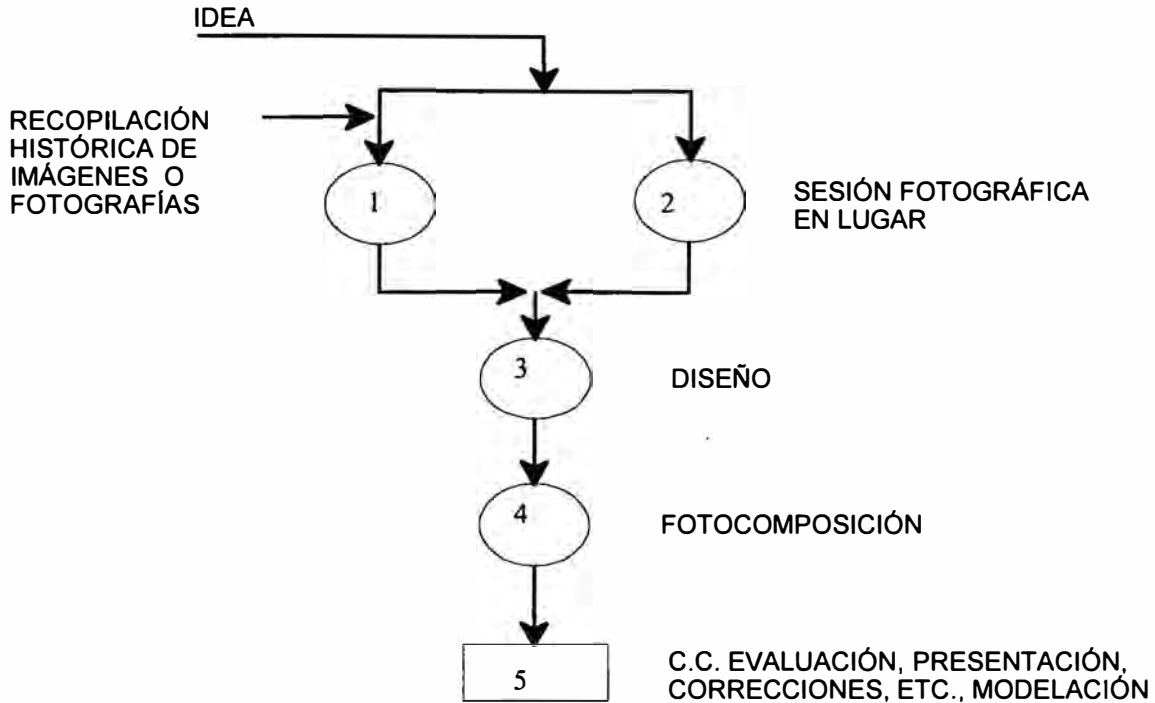 IDEA
RECOPILACIÓN
HISTÓRICA DE
IMÁGENES O
FOTOGRAFÍAS
1
2
SESIÓN FOTOGRÁFICA
EN LUGAR
3
DISEÑO
4
FOTOCOMPOSICIÓN
5
C.C. EVALUACIÓN, PRESENTACIÓN,
CORRECCIONES, ETC., MODELACIÓN